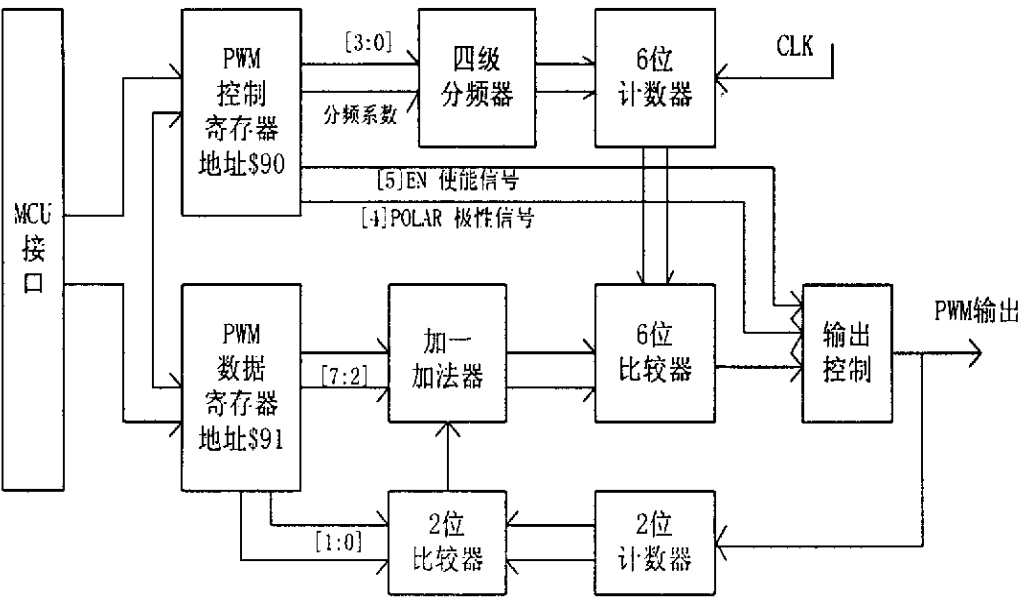 MCU
接
口
PWM
控制
寄存器
地址$90
[3:0]
分频系数
四级
分频器
6位
计数器
CLK
[5]EN 使能信号
[4]POLAR 极性信号
PWM
数据
寄存器
地址$91
[7:2]
加一
加法器
6位
比较器
输出
控制
PWM输出
[1:0]
2位
比较器
2位
计数器